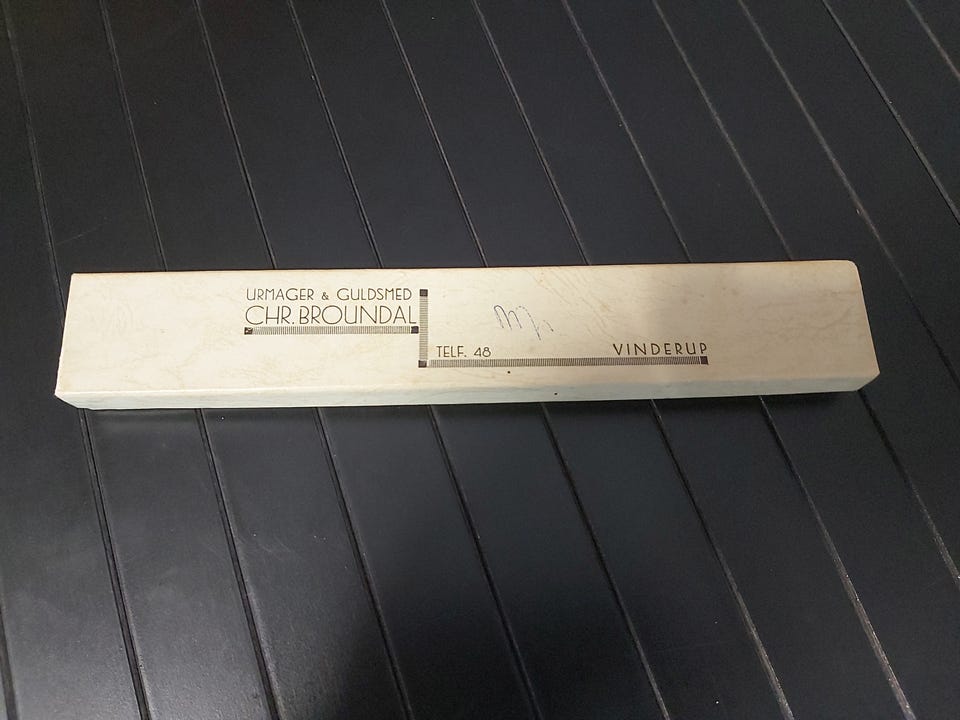 URMAGER & GULDSMED
CHR. BROUNDAL
TELF. 48 VINDERUP